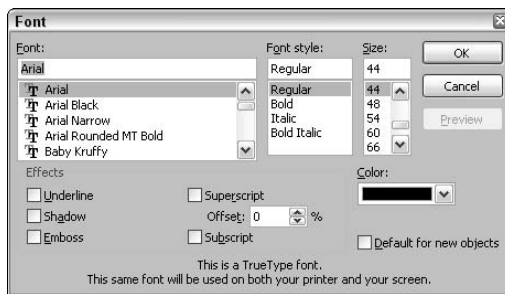 Font
Font:
Font style:
Size:
Arial
Regular
44
OK
Cancel
Preview
Arial
Arial Black
Arial Narrow
Arial Rounded MT Bold
Baby Kruffy
Regular
Bold
Italic
Bold Italic
44
48
54
60
66
Effects
Underline
Shadow
Emboss
Superscript
Offset: 0 %
Subscript
Color:
Default for new objects
This is a TrueType font.
This same font will be used on both your printer and your screen.